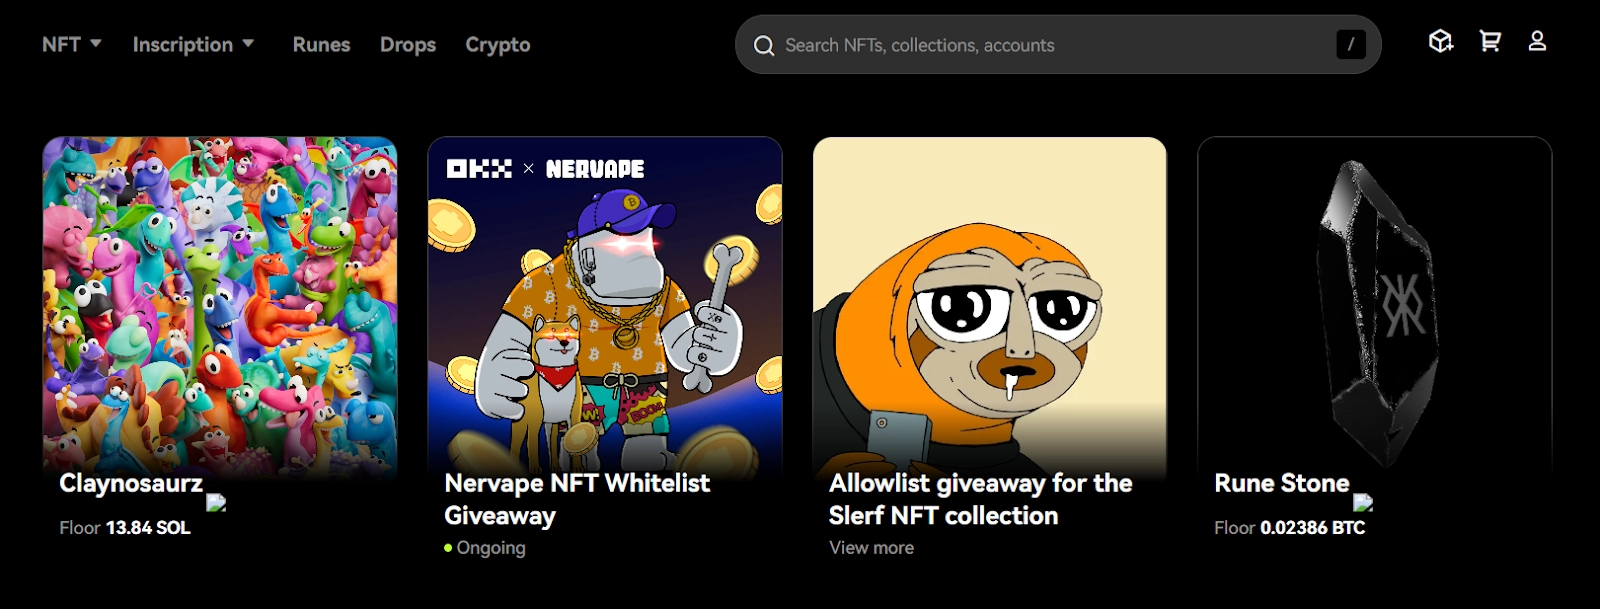 NFT
Inscription
Runes
Drops
Crypto
Search NFTs, collections, accounts
/
OKX × NERVAPE
BOOM!
Claynosaurz
Floor 13.84 SOL
Nervape NFT Whitelist
Giveaway
Ongoing
Allowlist giveaway for the
Slerf NFT collection
View more
Rune Stone
Floor 0.02386 BTC